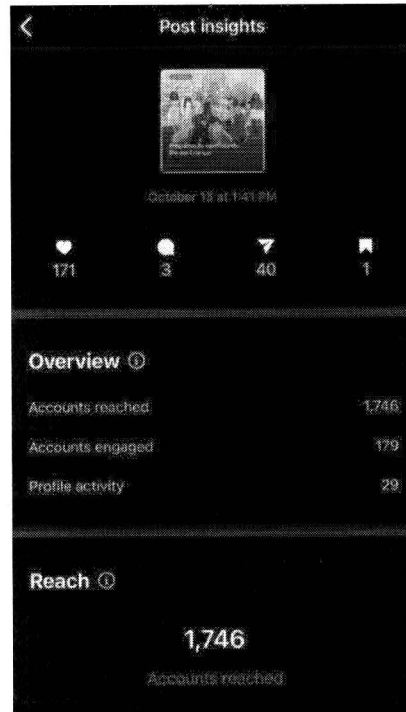 Post insights
October 13 at 1:41 PM
171 3 40 1
Overview
Accounts reached 1,746
Accounts engaged 179
Profile activity 29
Reach
1,746
Accounts reached